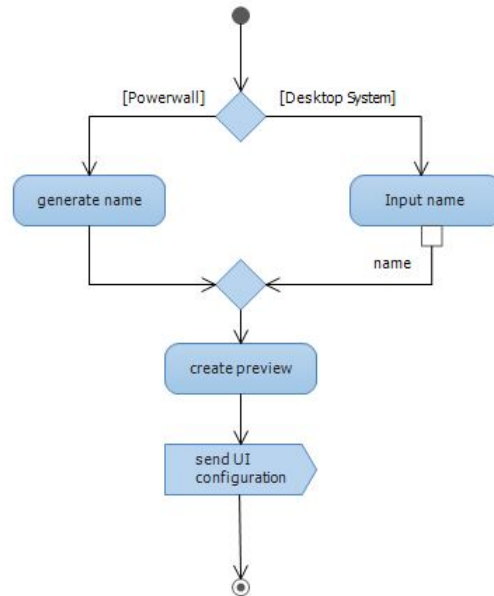 [Powerwall]
[Desktop System]
generate name
Input name
name
create preview
send UI
configuration